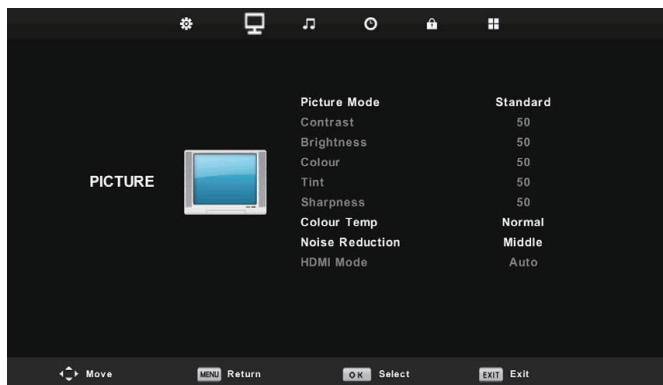 Picture Mode Standard
Contrast 50
Brightness 50
Colour 50
PICTURE
Tint 50
Sharpness 50
Colour Temp Normal
Noise Reduction Middle
HDMI Mode Auto
Move MENU Return OK Select EXIT Exit